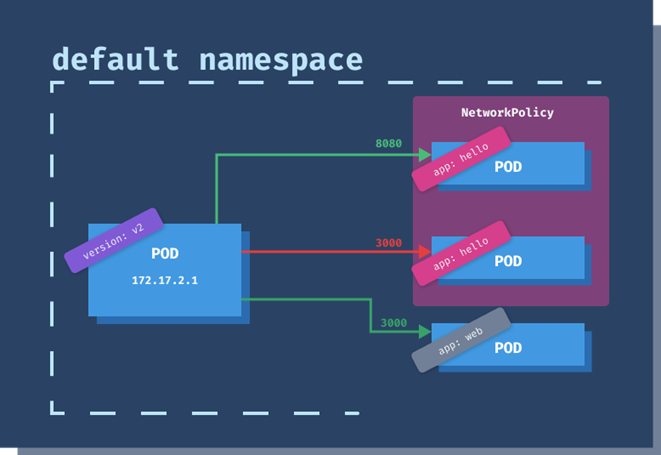 default namespace
NetworkPolicy
8080
app: hello
POD
version: v2
POD
172.17.2.1
3000
app: hello
POD
3000
app: web
POD